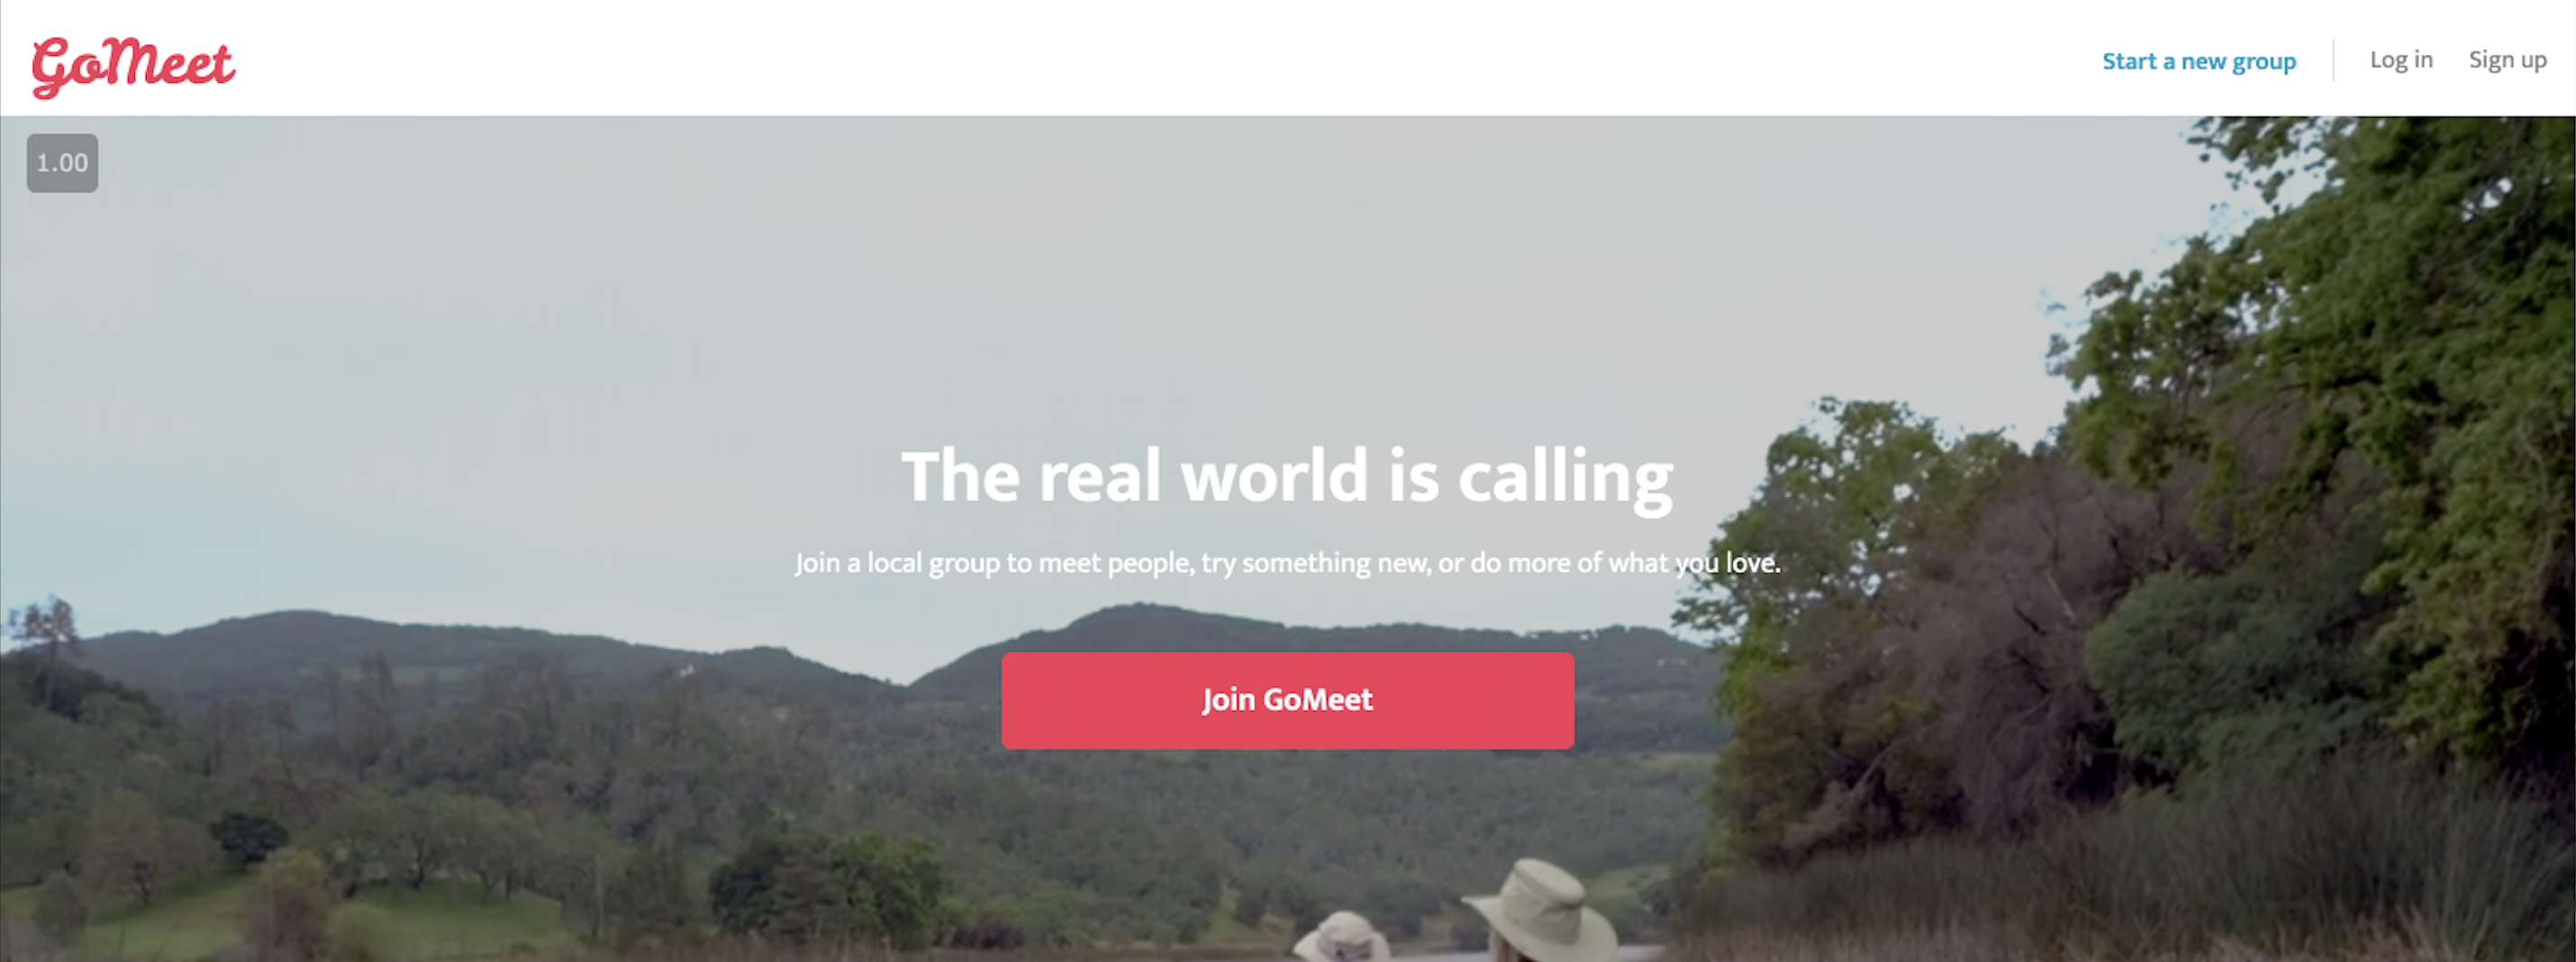 GoMeet
Start a new group
Log in
Sign up
1.00
The real world is calling
Join a local group to meet people, try something new, or do more of what you love.
Join GoMeet